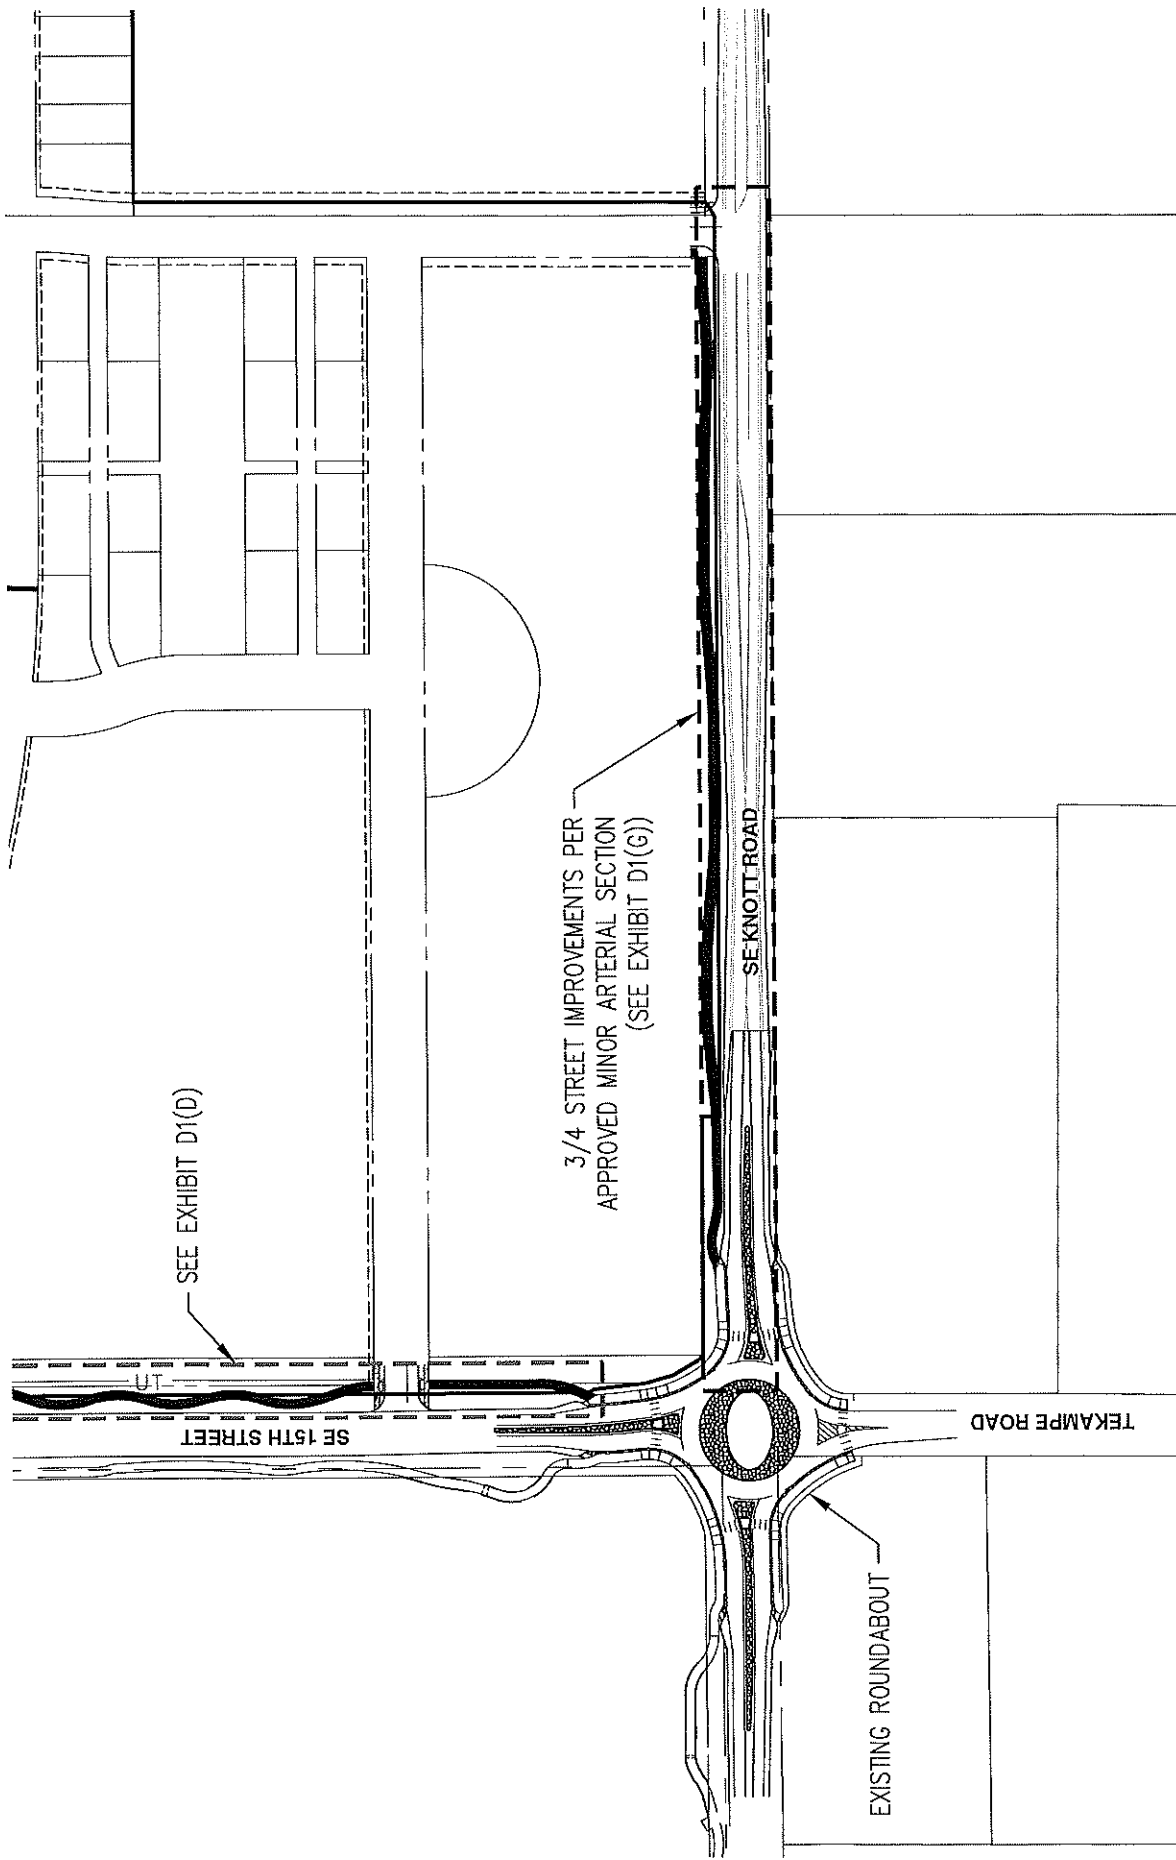 SEE EXHIBIT D1(D)
3/4 STREET IMPROVEMENTS PER
APPROVED MINOR ARTERIAL SECTION
(SEE EXHIBIT D1(G))
UT
SE 15TH STREET
SE KNOTT ROAD
EXISTING ROUNDABOUT
TEKAMPE ROAD